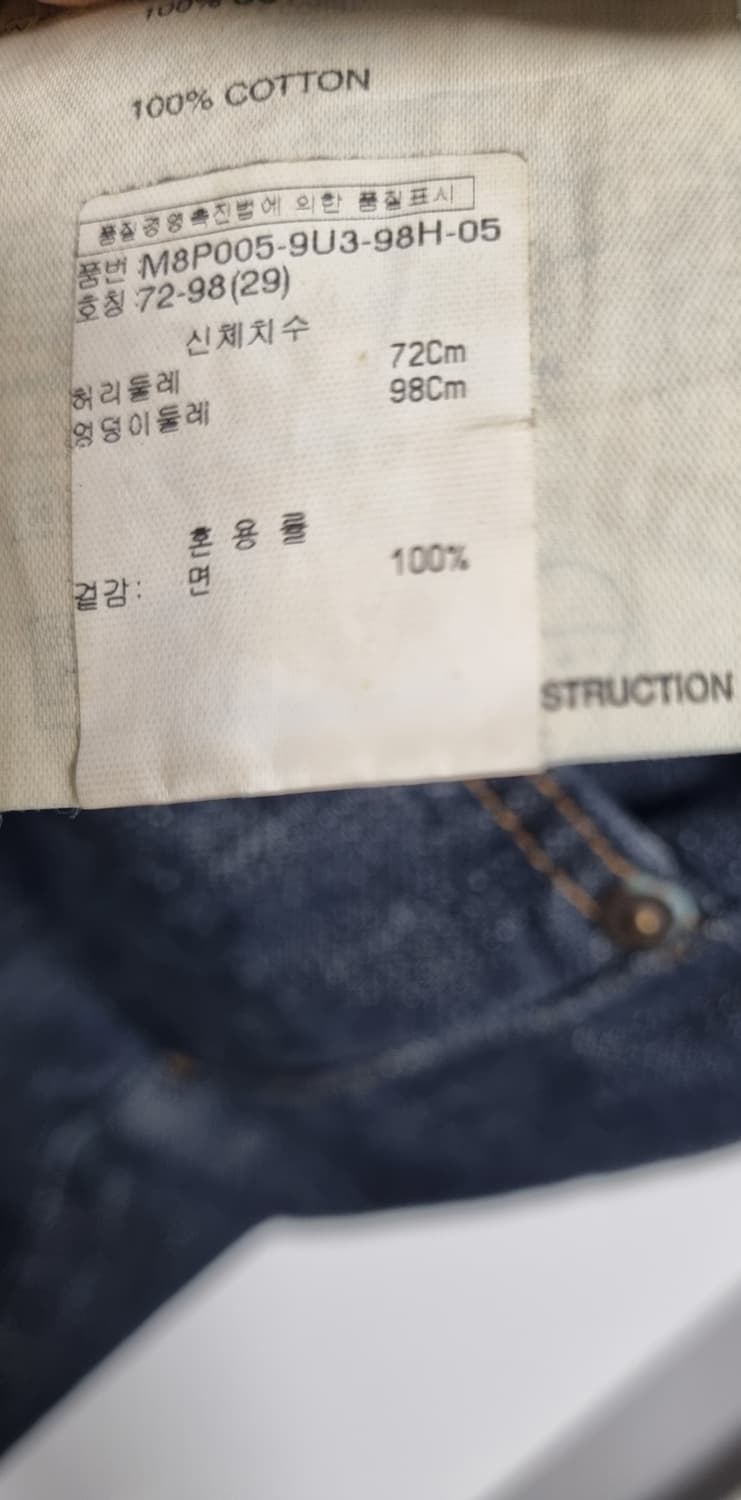 100% COTTON
품질경영촉진법에 의한 품질표시
품번 :M8P005-9U3-98H-05
호칭 :72-98(29)
신체치수
허리둘레 72Cm
엉덩이둘레 98Cm
혼 용 률
겉감: 면 100%
STRUCTION